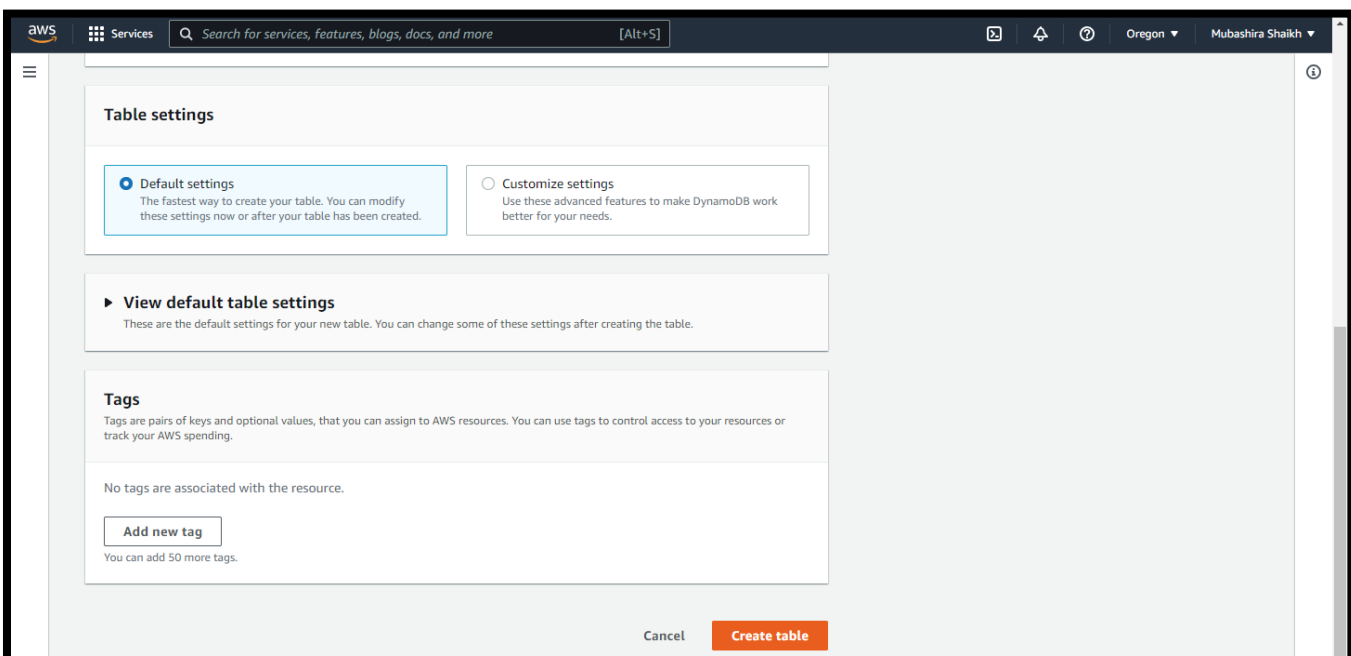 aws
Services
Search for services, features, blogs, docs, and more
[Alt+S]
Oregon
Mubashira Shaikh
Table settings
Default settings
The fastest way to create your table. You can modify
these settings now or after your table has been created.
Customize settings
Use these advanced features to make DynamoDB work
better for your needs.
View default table settings
These are the default settings for your new table. You can change some of these settings after creating the table.
Tags
Tags are pairs of keys and optional values, that you can assign to AWS resources. You can use tags to control access to your resources or
track your AWS spending.
No tags are associated with the resource.
Add new tag
You can add 50 more tags.
Cancel
Create table